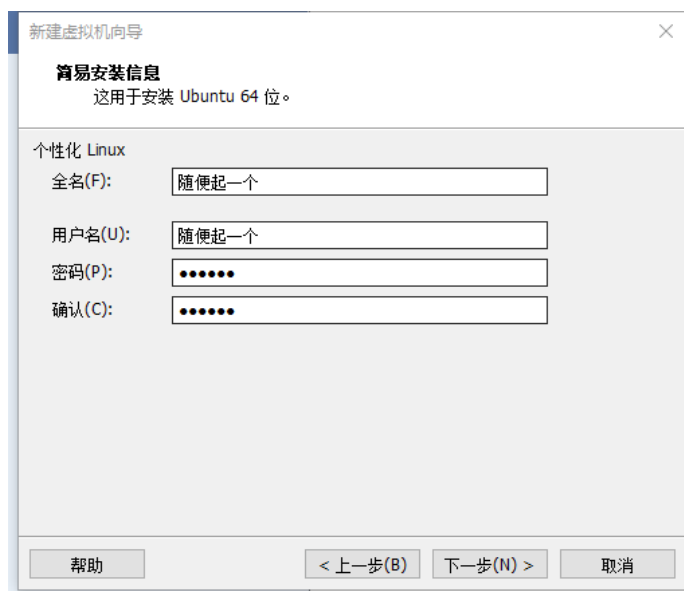 新建虚拟机向导
简易安装信息
这用于安装 Ubuntu 64 位。
个性化 Linux
全名(F): 随便起一个
用户名(U): 随便起一个
密码(P): ●●●●●●
确认(C): ●●●●●●
帮助 < 上一步(B) 下一步(N) > 取消